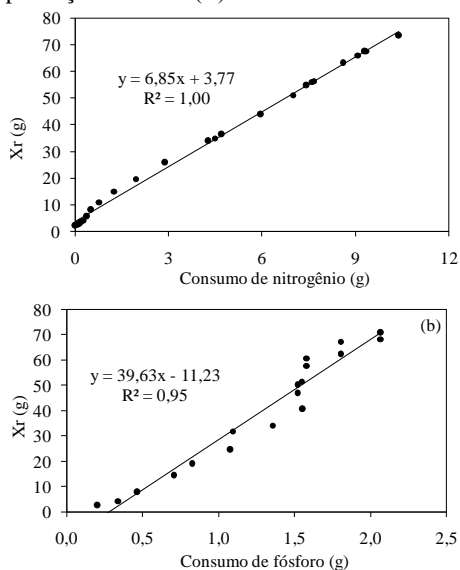 80
70
60
50
40
30
20
10
0
Xr (g)
y = 6,85x + 3,77
R² = 1,00
0 3 6 9 12
Consumo de nitrogênio (g)
80
70
60
50
40
30
20
10
0
Xr (g)
(b)
y = 39,63x - 11,23
R² = 0,95
0,0 0,5 1,0 1,5 2,0 2,5
Consumo de fósforo (g)